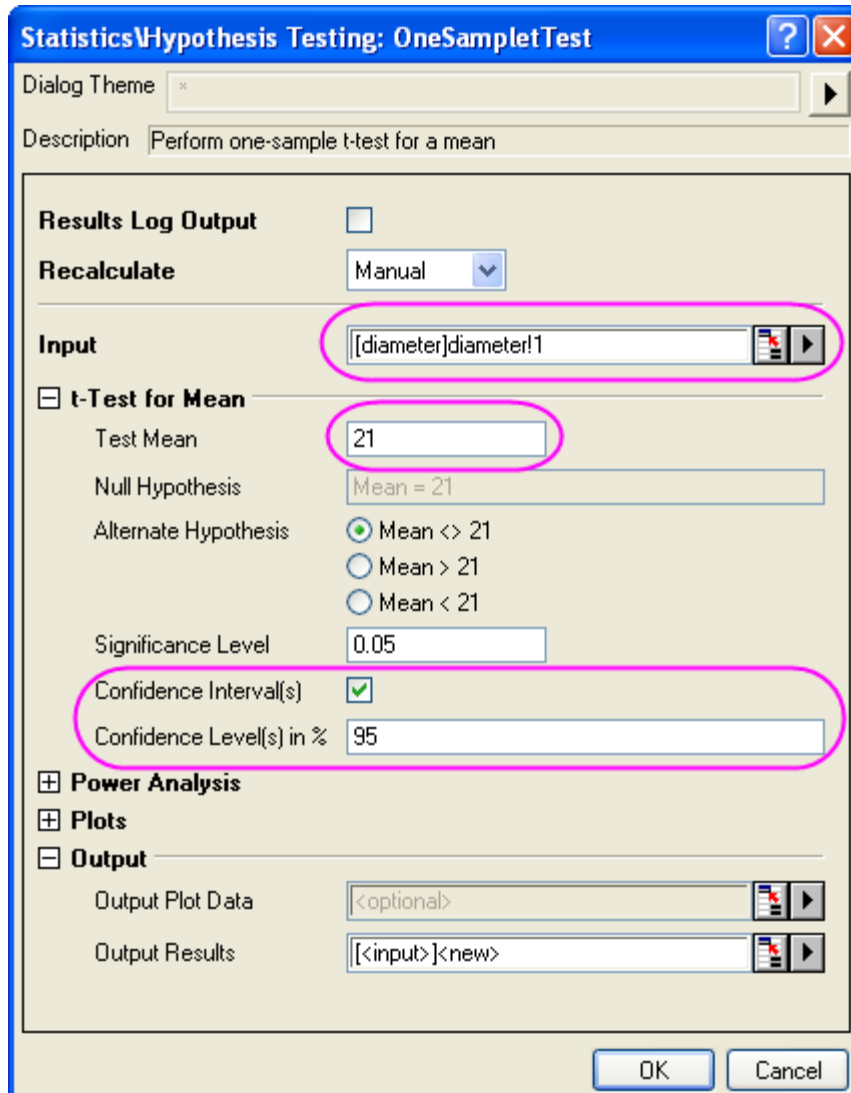 Statistics\Hypothesis Testing: OneSampletTest
Dialog Theme *
Description Perform one-sample t-test for a mean
Results Log Output
Recalculate Manual
Input [diameter]diameter!1
t-Test for Mean
Test Mean 21
Null Hypothesis Mean = 21
Alternate Hypothesis Mean <> 21
Mean > 21
Mean < 21
Significance Level 0.05
Confidence Interval(s)
Confidence Level(s) in % 95
Power Analysis
Plots
Output
Output Plot Data <optional>
Output Results [<input>]<new>
OK Cancel